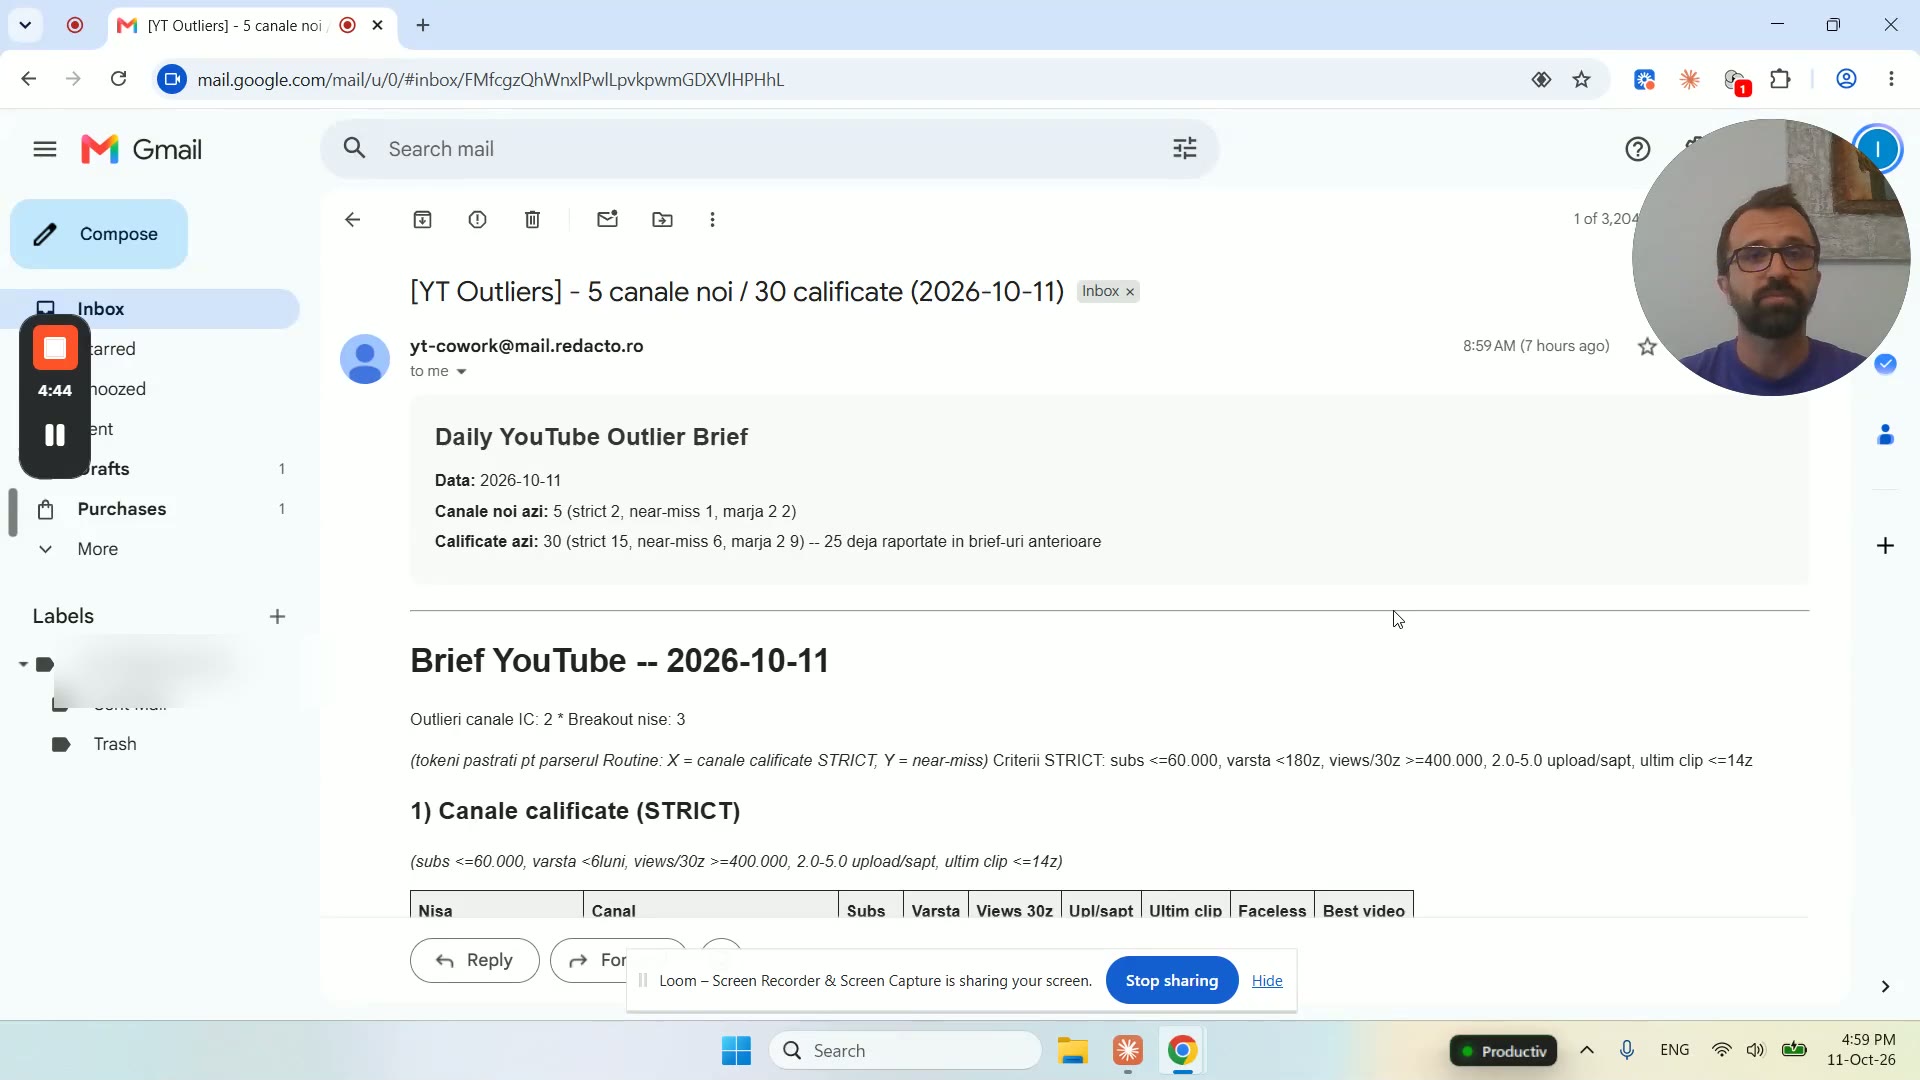 [YT Outliers] - 5 canale noi /
mail.google.com/mail/u/0/#inbox/FMfcgzQhWnxlPwlLpvkpwmGDXVlHPHhL
1
Gmail
Search mail
I
Compose
1 of 3,204
[YT Outliers] - 5 canale noi / 30 calificate (2026-10-11)
Inbox ×
Inbox
yt-cowork@mail.redacto.ro
8:59 AM (7 hours ago)
to me
4:44
Drafts 1
Purchases 1
More
Labels
Trash
Daily YouTube Outlier Brief
Data: 2026-10-11
Canale noi azi: 5 (strict 2, near-miss 1, marja 2 2)
Calificate azi: 30 (strict 15, near-miss 6, marja 2 9) -- 25 deja raportate in brief-uri anterioare
Brief YouTube -- 2026-10-11
Outlieri canale IC: 2 * Breakout nise: 3
(tokeni pastrati pt parserul Routine: X = canale calificate STRICT, Y = near-miss) Criterii STRICT: subs <=60.000, varsta <180z, views/30z >=400.000, 2.0-5.0 upload/sapt, ultim clip <=14z
1) Canale calificate (STRICT)
(subs <=60.000, varsta <6luni, views/30z >=400.000, 2.0-5.0 upload/sapt, ultim clip <=14z)
Nisa Canal Subs Varsta Views 30z Upl/sapt Ultim clip Faceless Best video
Reply
For
Loom – Screen Recorder & Screen Capture is sharing your screen.
Stop sharing
Hide
Search
Productiv
ENG
4:59 PM
11-Oct-26